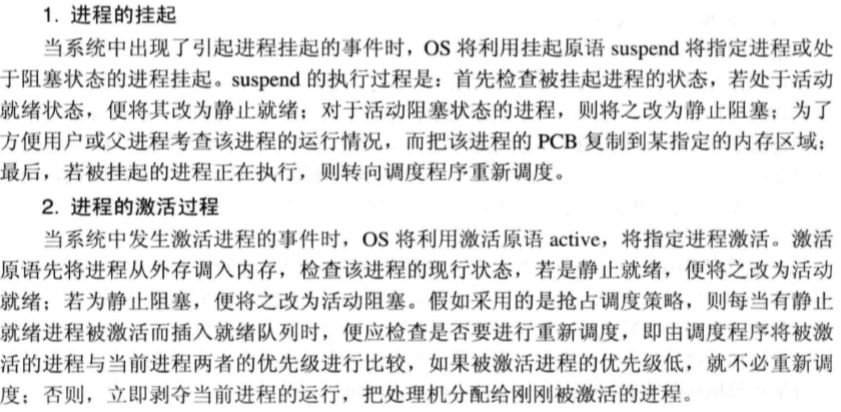 1. 进程的挂起
当系统中出现了引起进程挂起的事件时，OS 将利用挂起原语 suspend 将指定进程或处
于阻塞状态的进程挂起。suspend 的执行过程是：首先检查被挂起进程的状态，若处于活动
就绪状态，便将其改为静止就绪；对于活动阻塞状态的进程，则将之改为静止阻塞；为了
方便用户或父进程考查该进程的运行情况，而把该进程的 PCB 复制到某指定的内存区域；
最后，若被挂起的进程正在执行，则转向调度程序重新调度。
2. 进程的激活过程
当系统中发生激活进程的事件时，OS 将利用激活原语 active，将指定进程激活。激活
原语先将进程从外存调入内存，检查该进程的现行状态，若是静止就绪，便将之改为活动
就绪；若为静止阻塞，便将之改为活动阻塞。假如采用的是抢占调度策略，则每当有静止
就绪进程被激活而插入就绪队列时，便应检查是否要进行重新调度，即由调度程序将被激
活的进程与当前进程两者的优先级进行比较，如果被激活进程的优先级低，就不必重新调
度；否则，立即剥夺当前进程的运行，把处理机分配给刚刚被激活的进程。